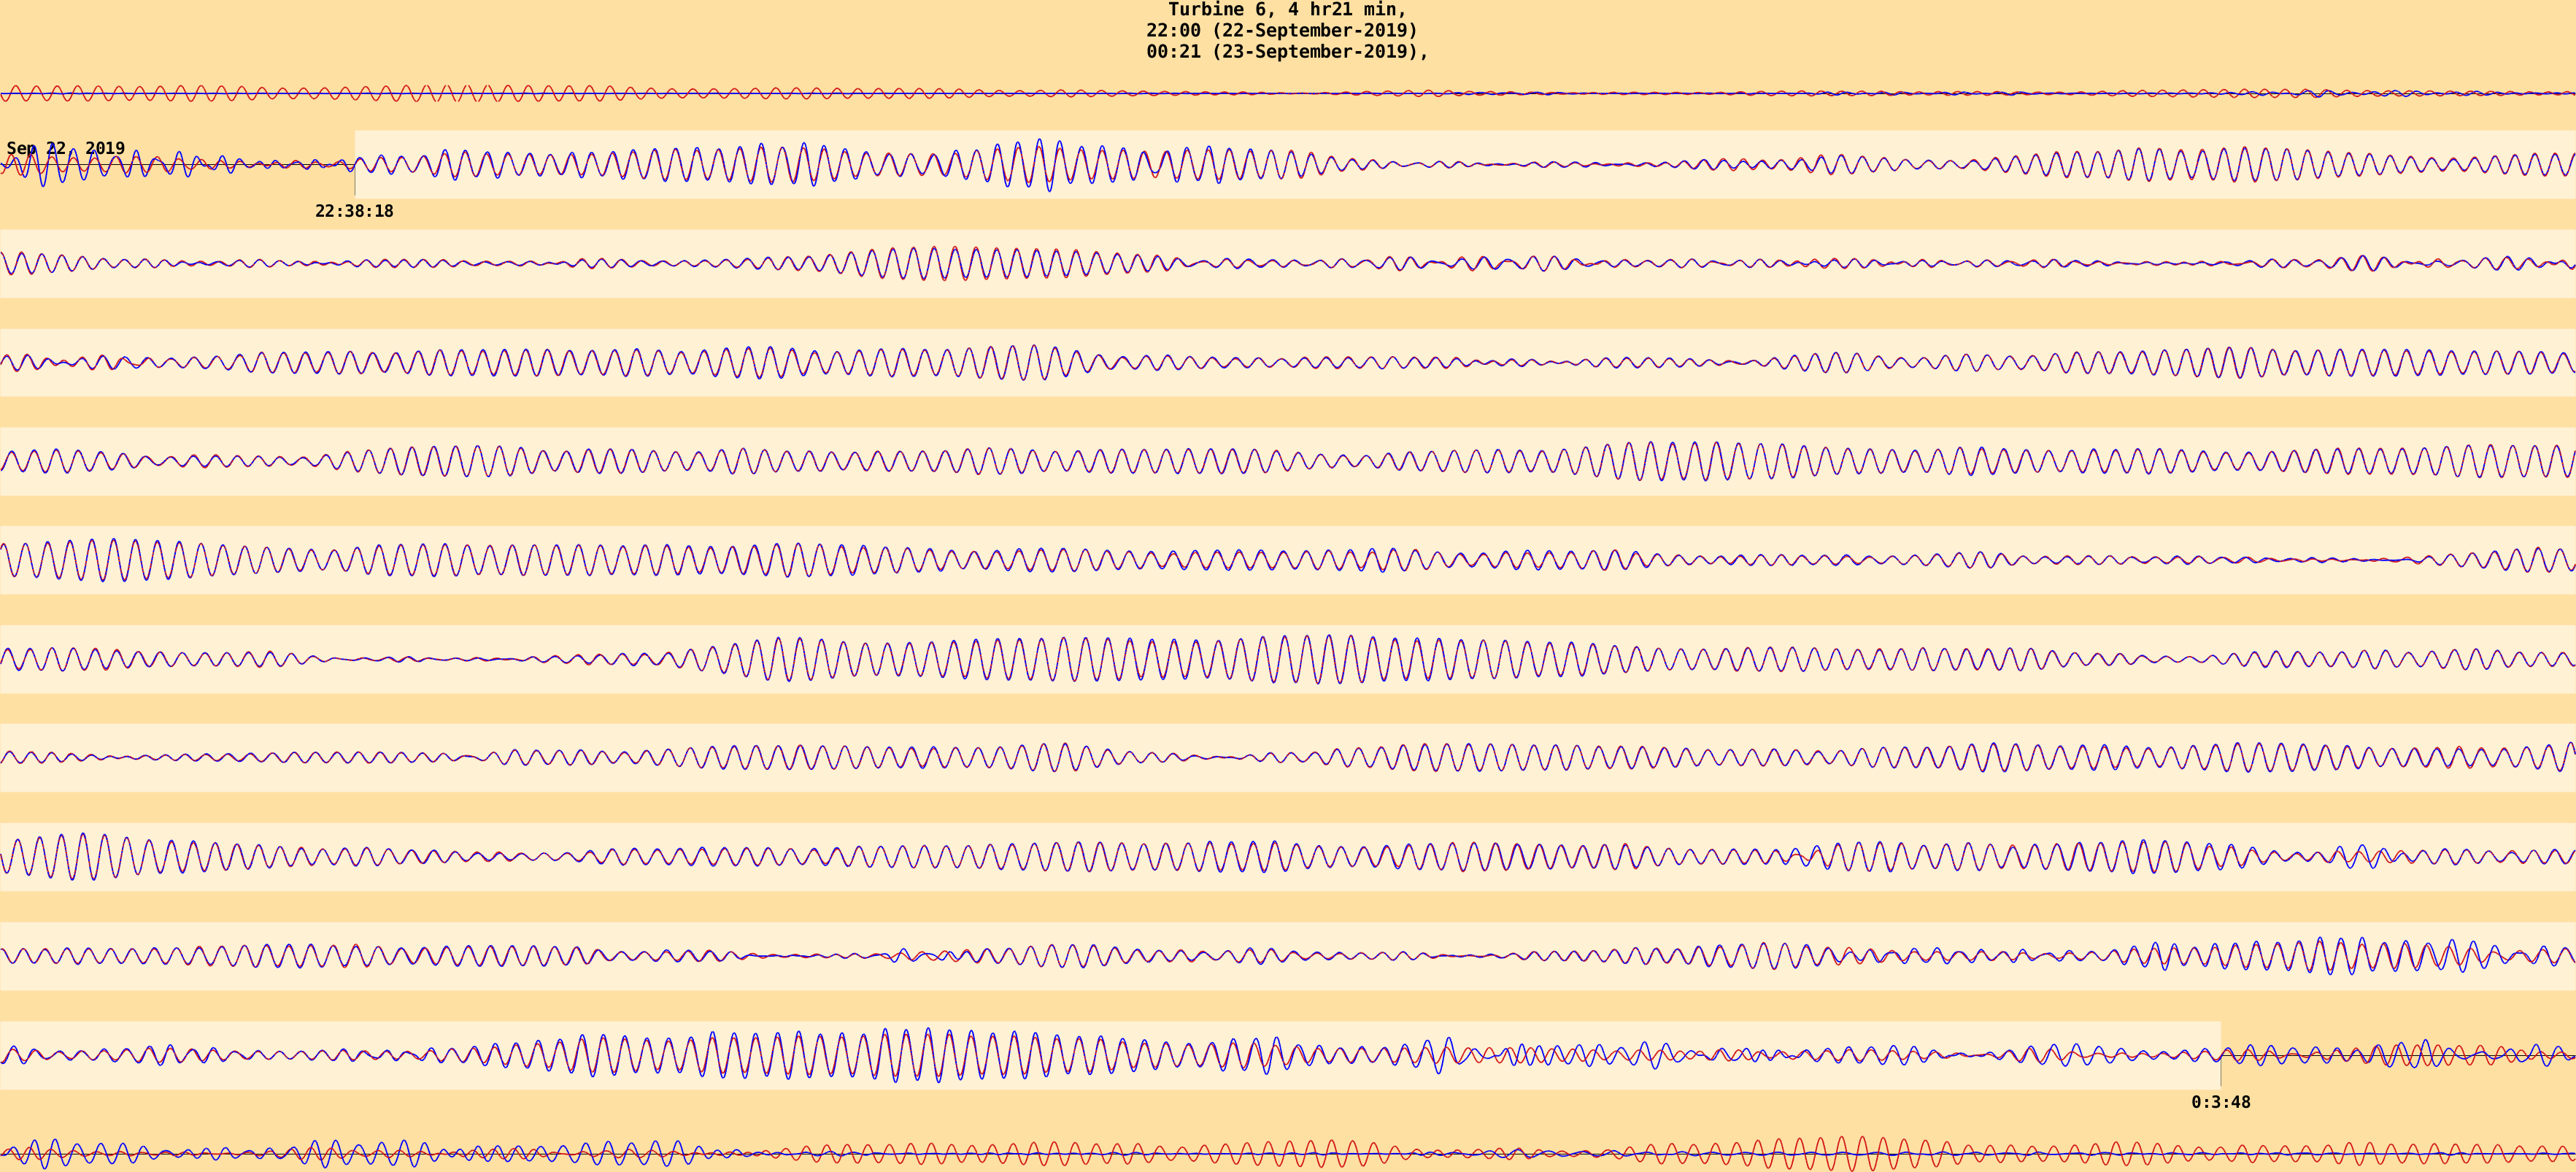 Turbine 6, 4 hr21 min,
22:00 (22-September-2019)
00:21 (23-September-2019),
Sep 22, 2019
22:38:18
0:3:48